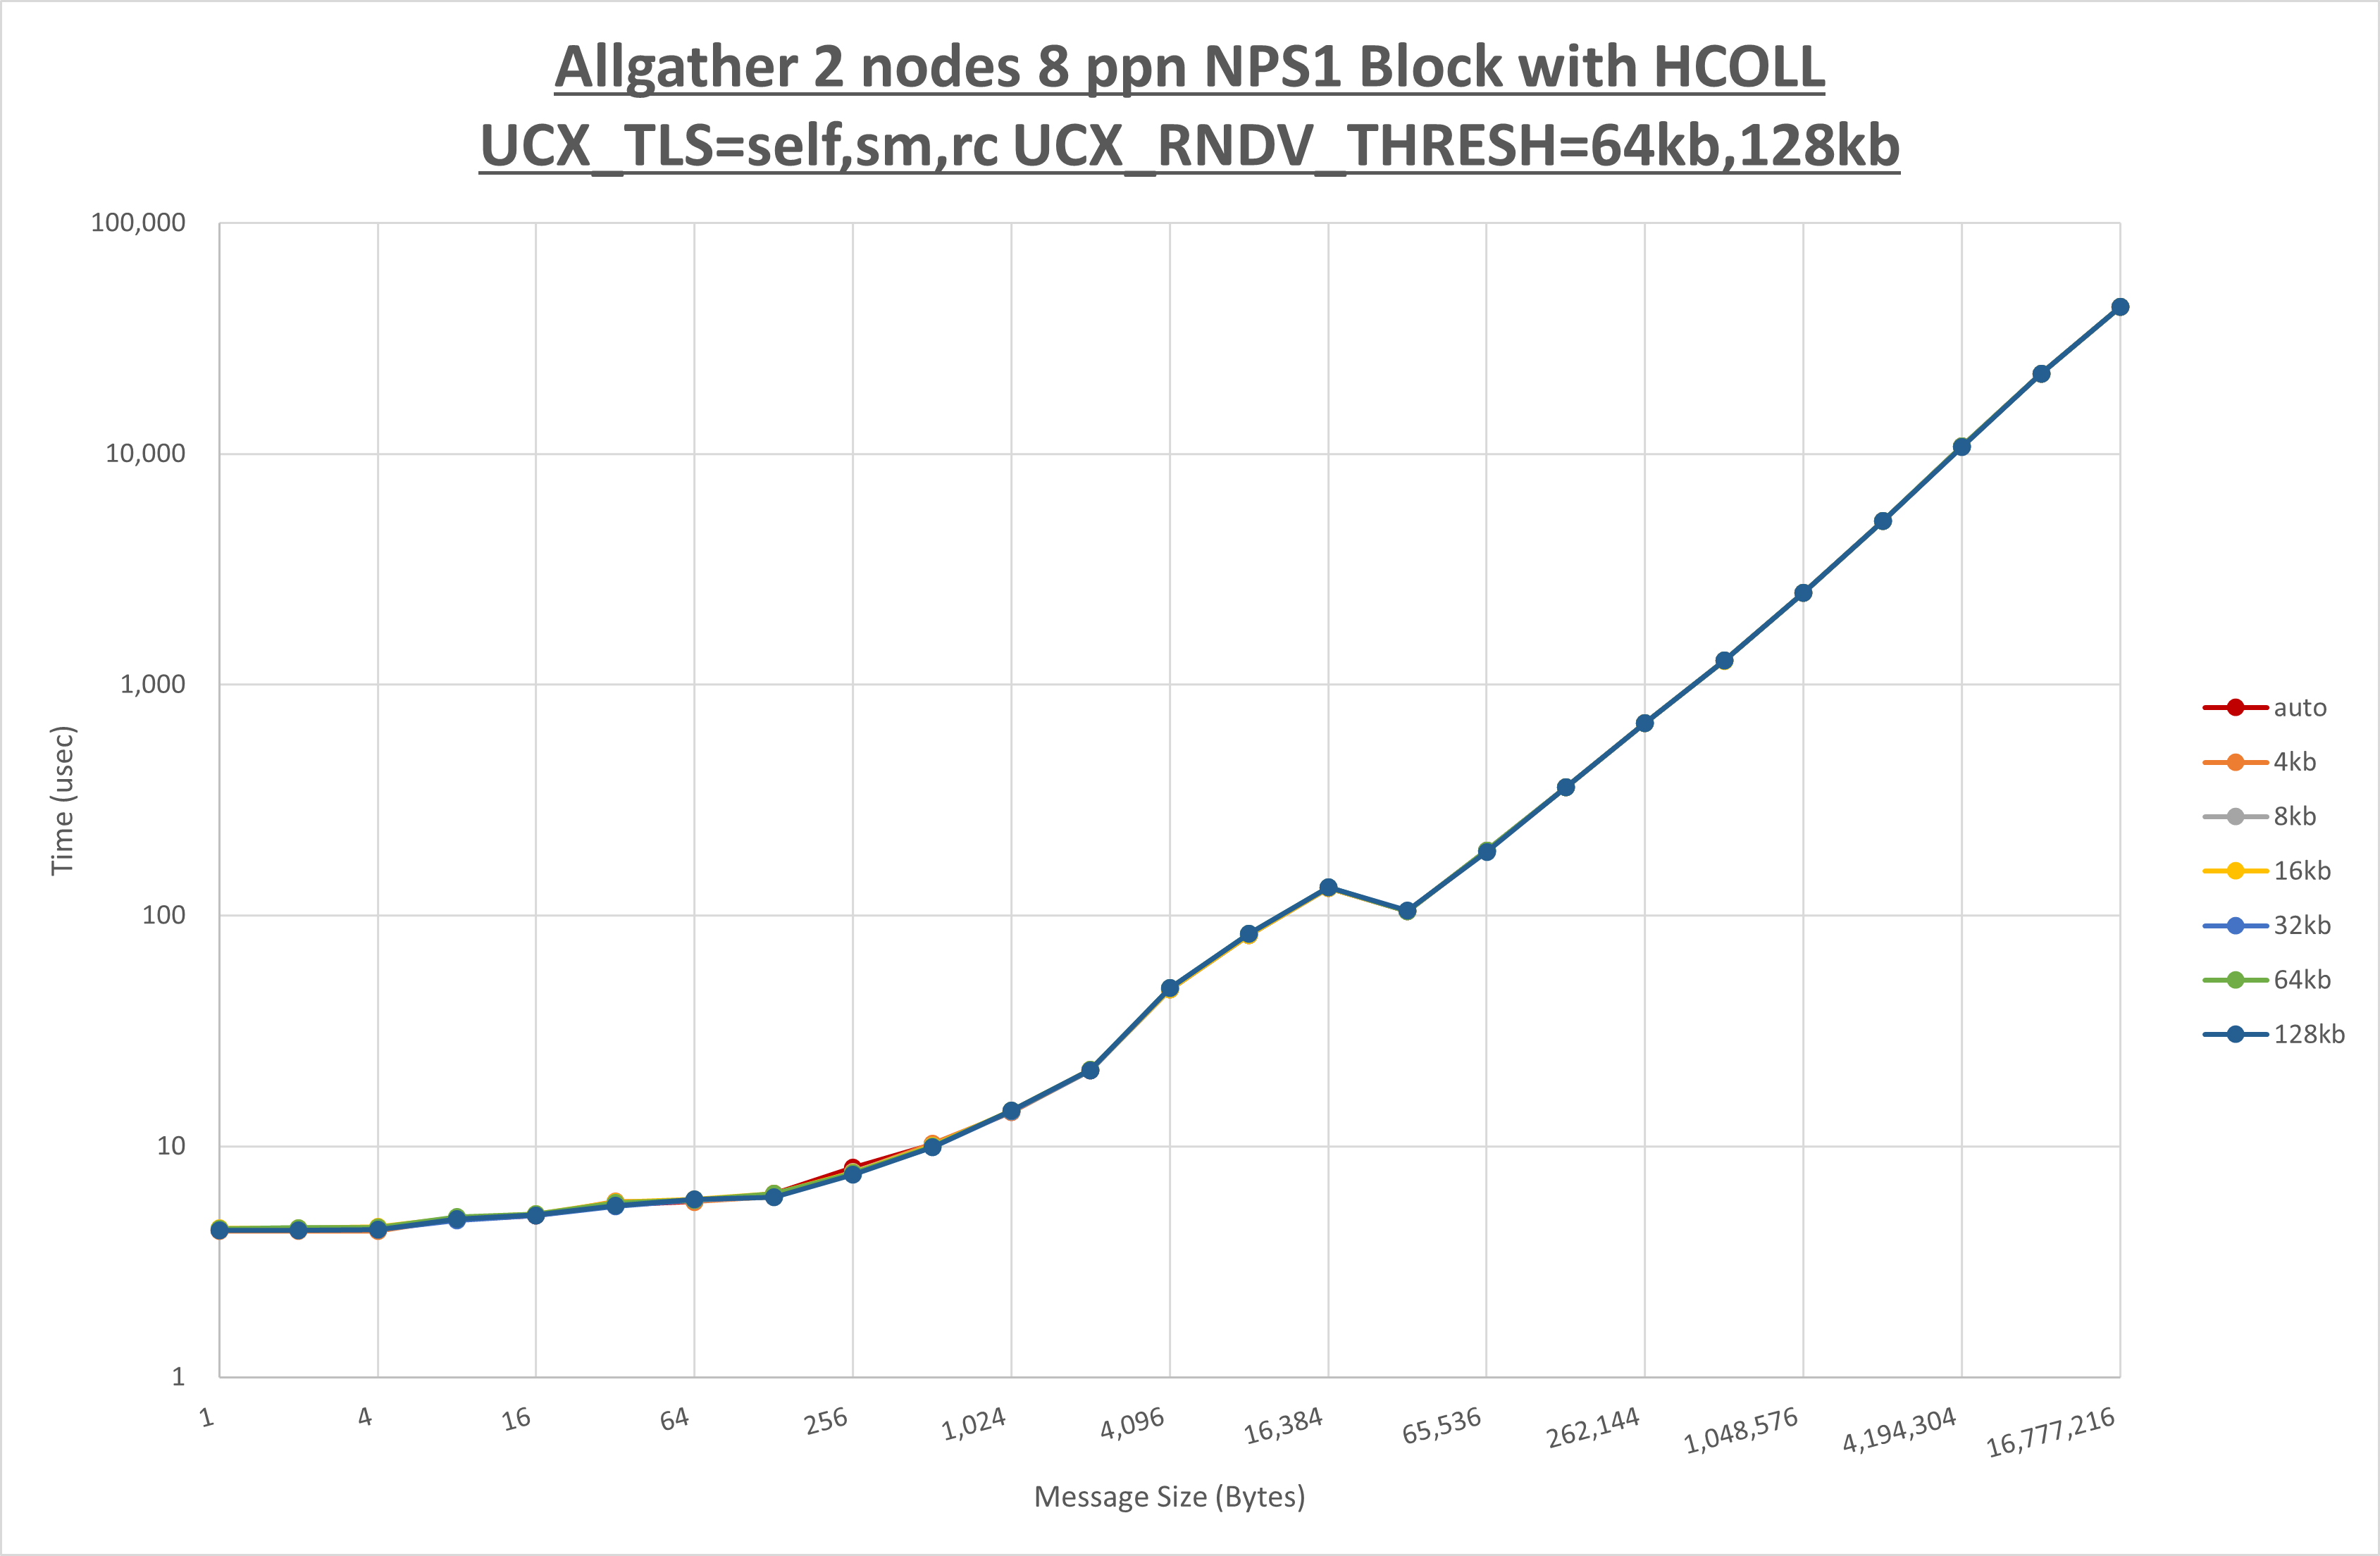 Allgather 2 nodes 8 ppn NPS1 Block with HCOLL
UCX_TLS=self,sm,rc UCX_RNDV_THRESH=64kb,128kb
100,000
10,000
1,000
100
10
1
Time (usec)
1
4
16
64
256
1,024
4,096
16,384
65,536
262,144
1,048,576
4,194,304
16,777,216
Message Size (Bytes)
auto
4kb
8kb
16kb
32kb
64kb
128kb